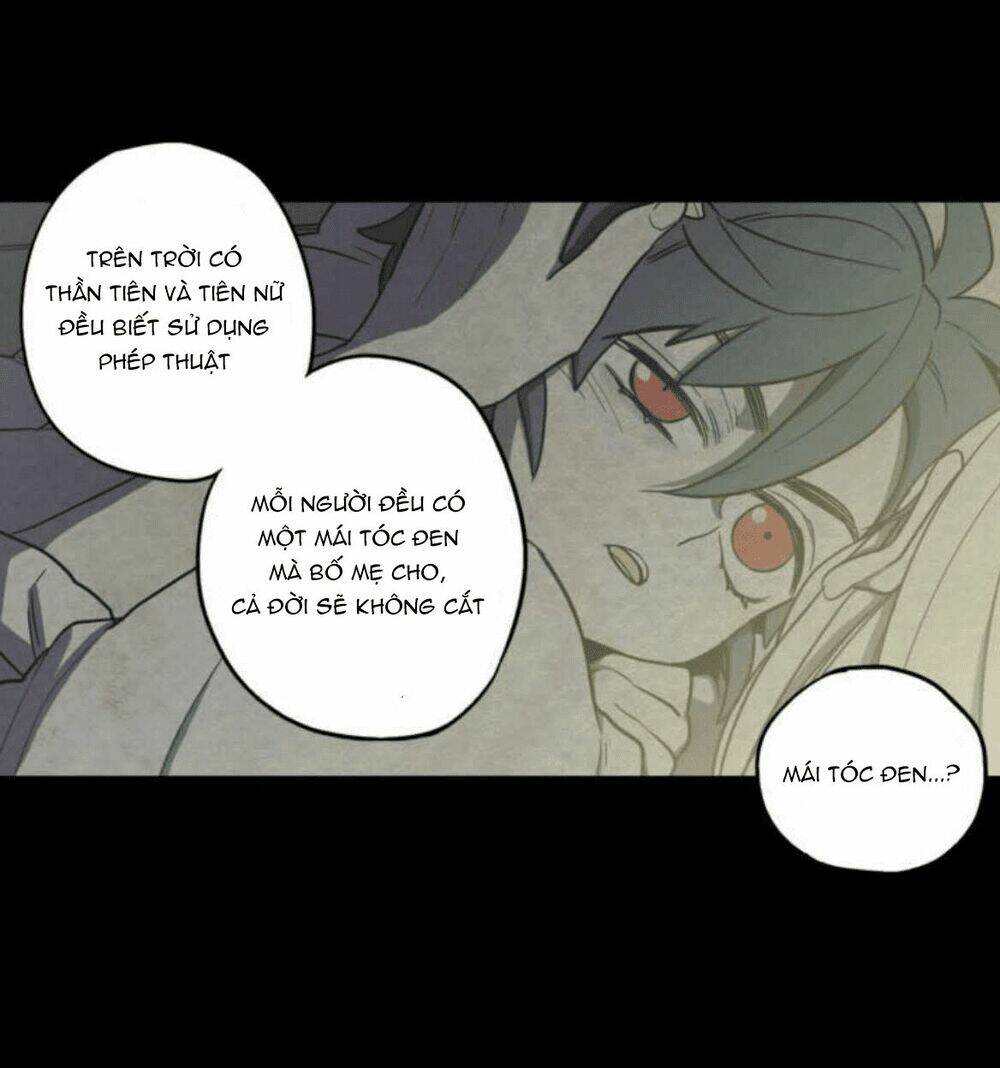 TRÊN TRỜI CÓ
THẦN TIÊN VÀ TIÊN NỮ
ĐỀU BIẾT SỬ DỤNG
PHÉP THUẬT
MỖI NGƯỜI ĐỀU CÓ
MỘT MÁI TÓC ĐEN
MÀ BỐ MẸ CHO,
CẢ ĐỜI SẼ KHÔNG CẮT
MÁI TÓC ĐEN...?